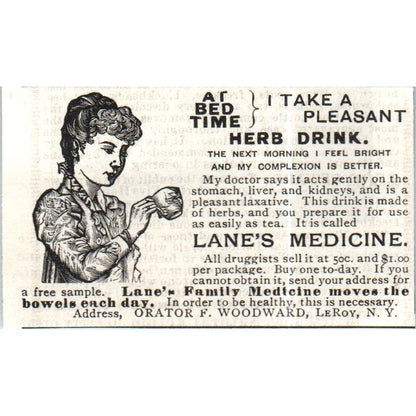 AT BED TIME } I TAKE A PLEASANT
HERB DRINK.
THE NEXT MORNING I FEEL BRIGHT
AND MY COMPLEXION IS BETTER.
My doctor says it acts gently on the
stomach, liver, and kidneys, and is a
pleasant laxative. This drink is made
of herbs, and you prepare it for use
as easily as tea. It is called
LANE'S MEDICINE.
All druggists sell it at 50c. and $1.00
per package. Buy one to-day. If you
cannot obtain it, send your address for
a free sample. Lane's Family Medicine moves the
bowels each day. In order to be healthy, this is necessary.
Address, ORATOR F. WOODWARD, LEROY, N. Y.